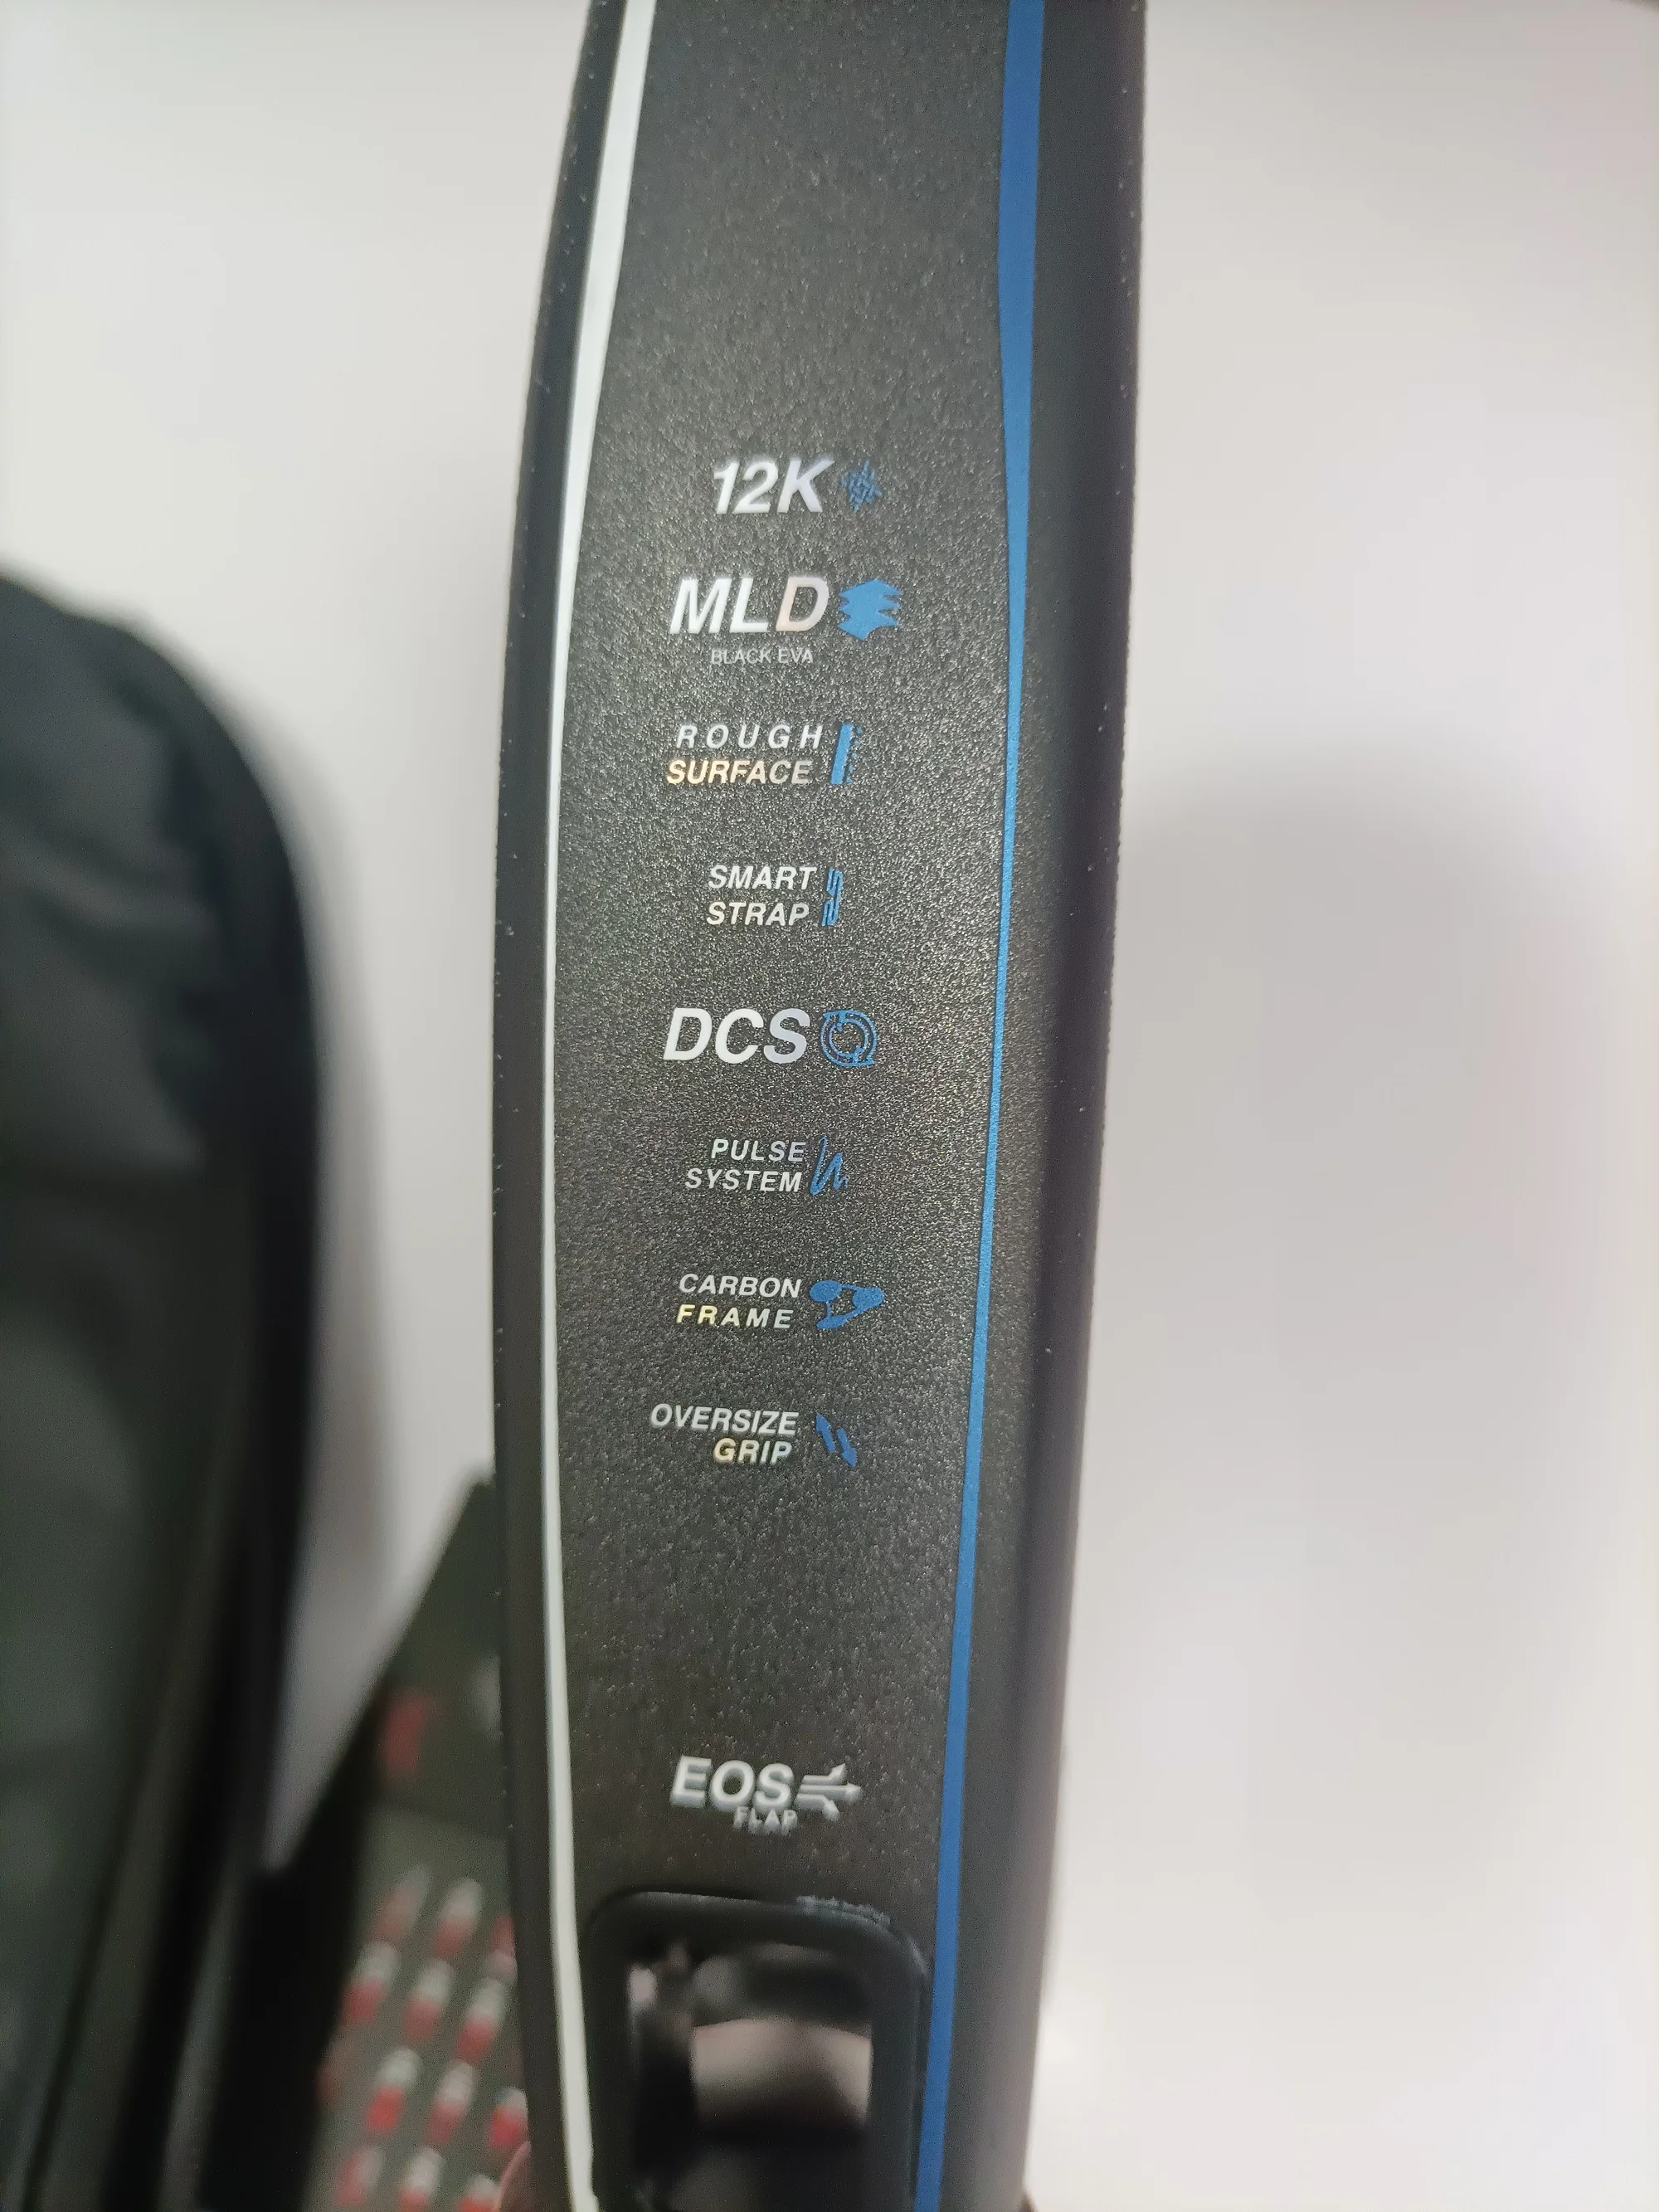 12K
MLD
BLACK EVA
ROUGH
SURFACE
SMART
STRAP
DCS
PULSE
SYSTEM
CARBON
FRAME
OVERSIZE
GRIP
EOS
FLAP